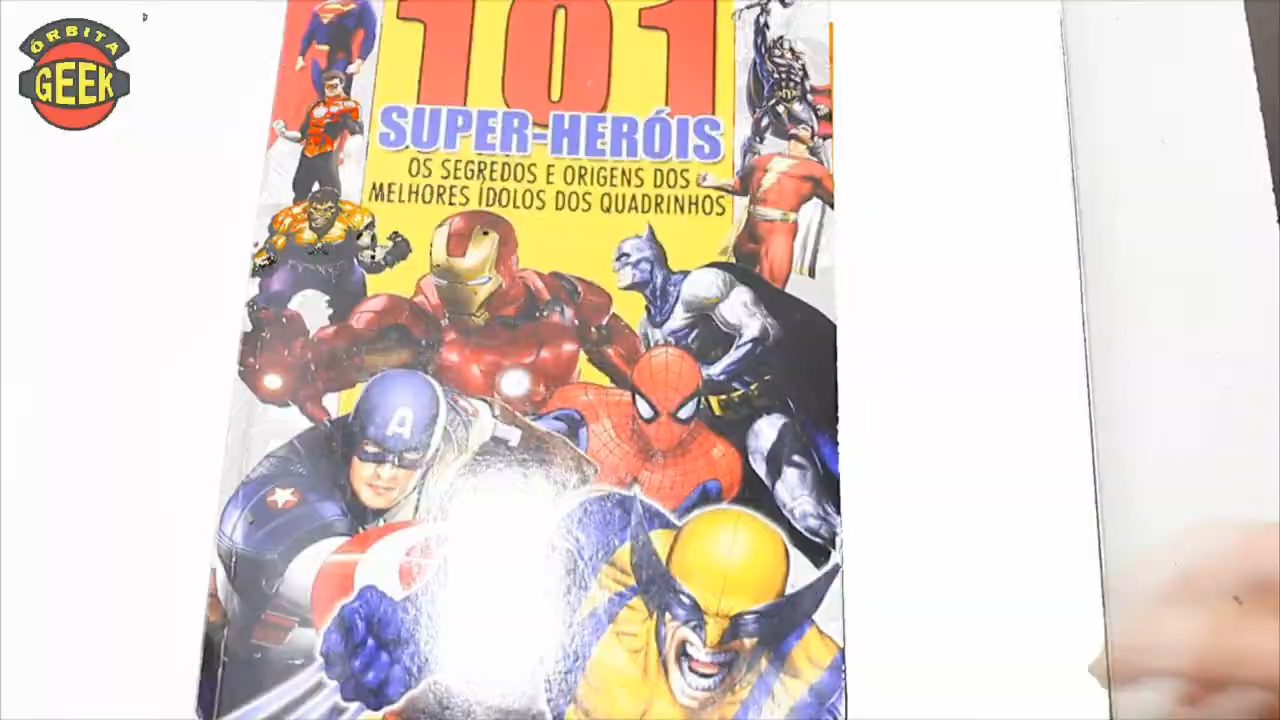 ÓRBITA
GEEK
101
SUPER-HERÓIS
OS SEGREDOS E ORIGENS DOS
MELHORES ÍDOLOS DOS QUADRINHOS
A